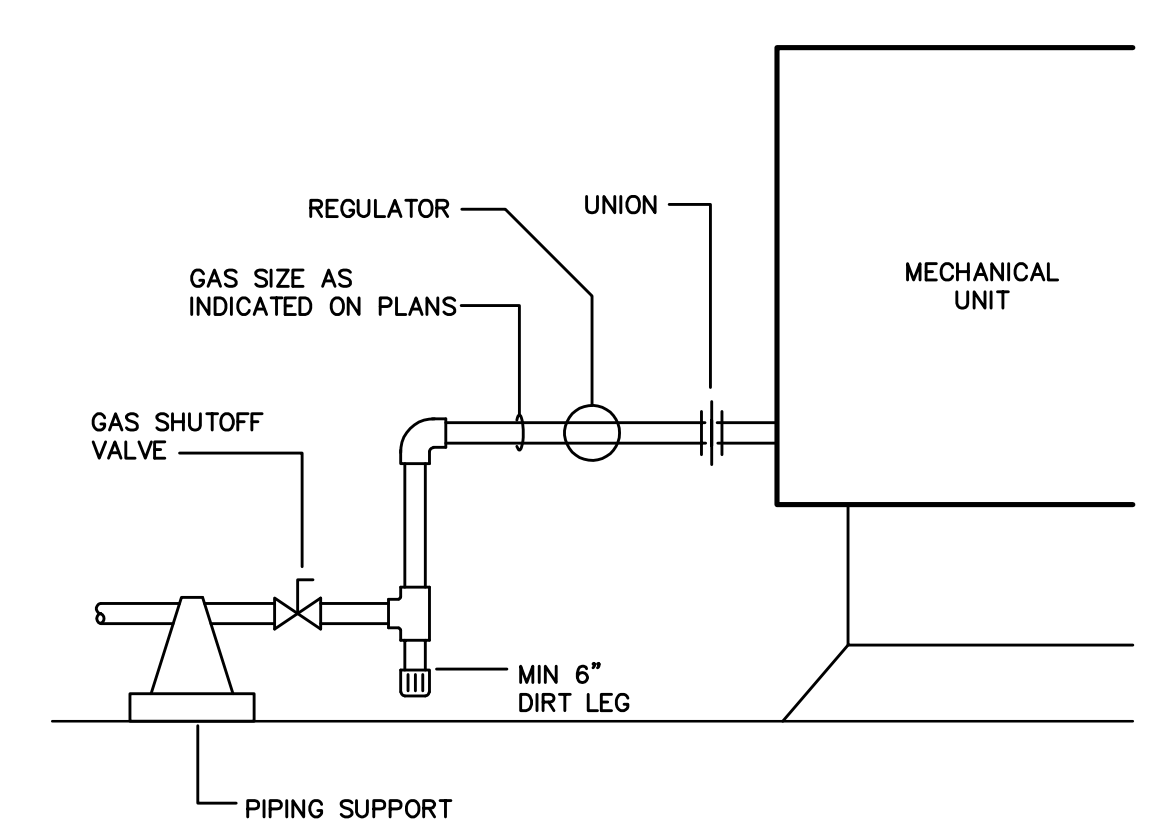 REGULATOR
UNION
GAS SIZE AS
INDICATED ON PLANS
MECHANICAL
UNIT
GAS SHUTOFF
VALVE
MIN 6”
DIRT LEG
PIPING SUPPORT